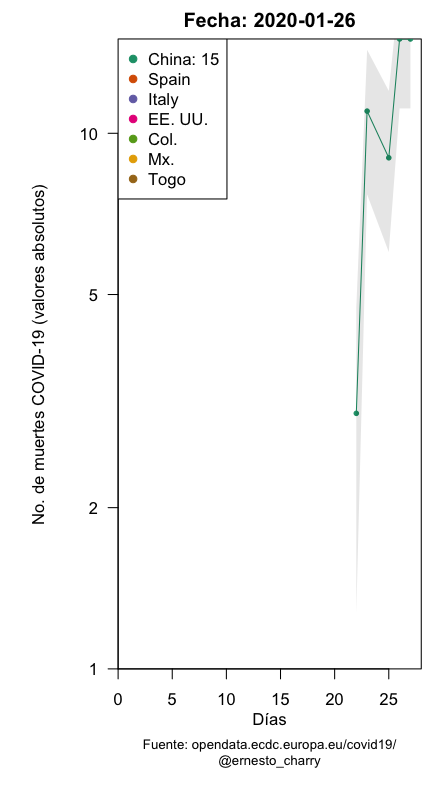 Fecha: 2020-01-26
China: 15
Spain
Italy
EE. UU.
Col.
Mx.
Togo
No. de muertes COVID-19 (valores absolutos)
10
5
2
1
0 5 10 15 20 25
Días
Fuente: opendata.ecdc.europa.eu/covid19/
@ernesto_charry